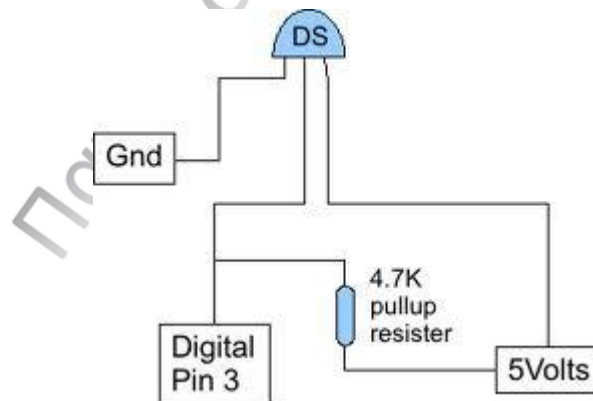 DS
Gnd
4.7K
pullup
resister
Digital
Pin 3
5Volts